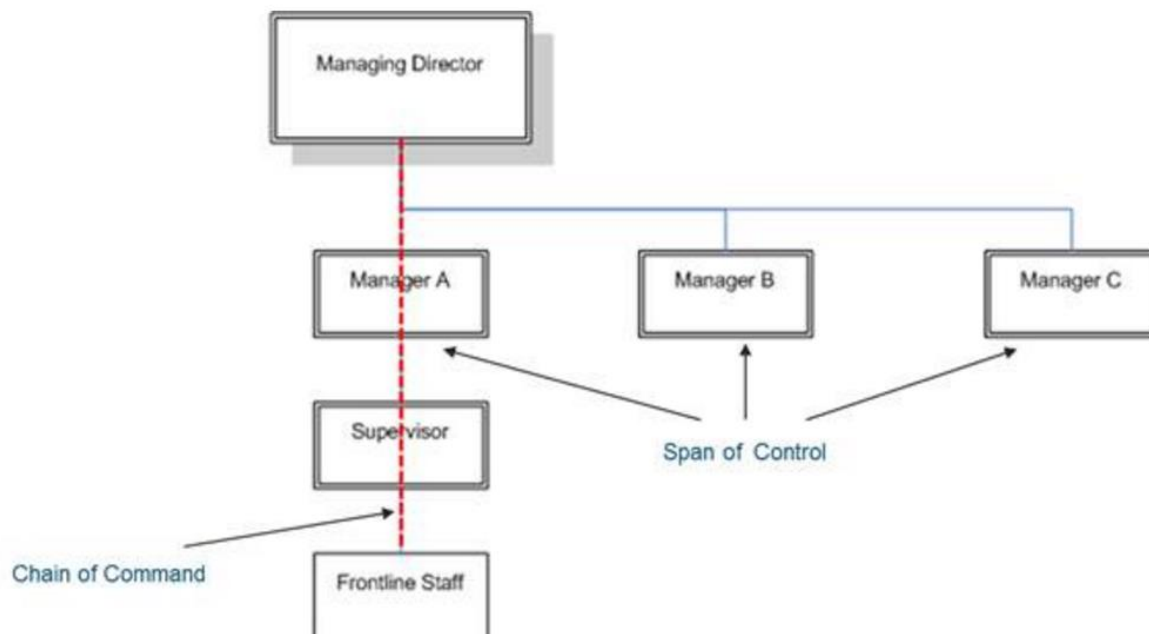 Managing Director
Manager A
Manager B
Manager C
Supervisor
Span of Control
Chain of Command
Frontline Staff